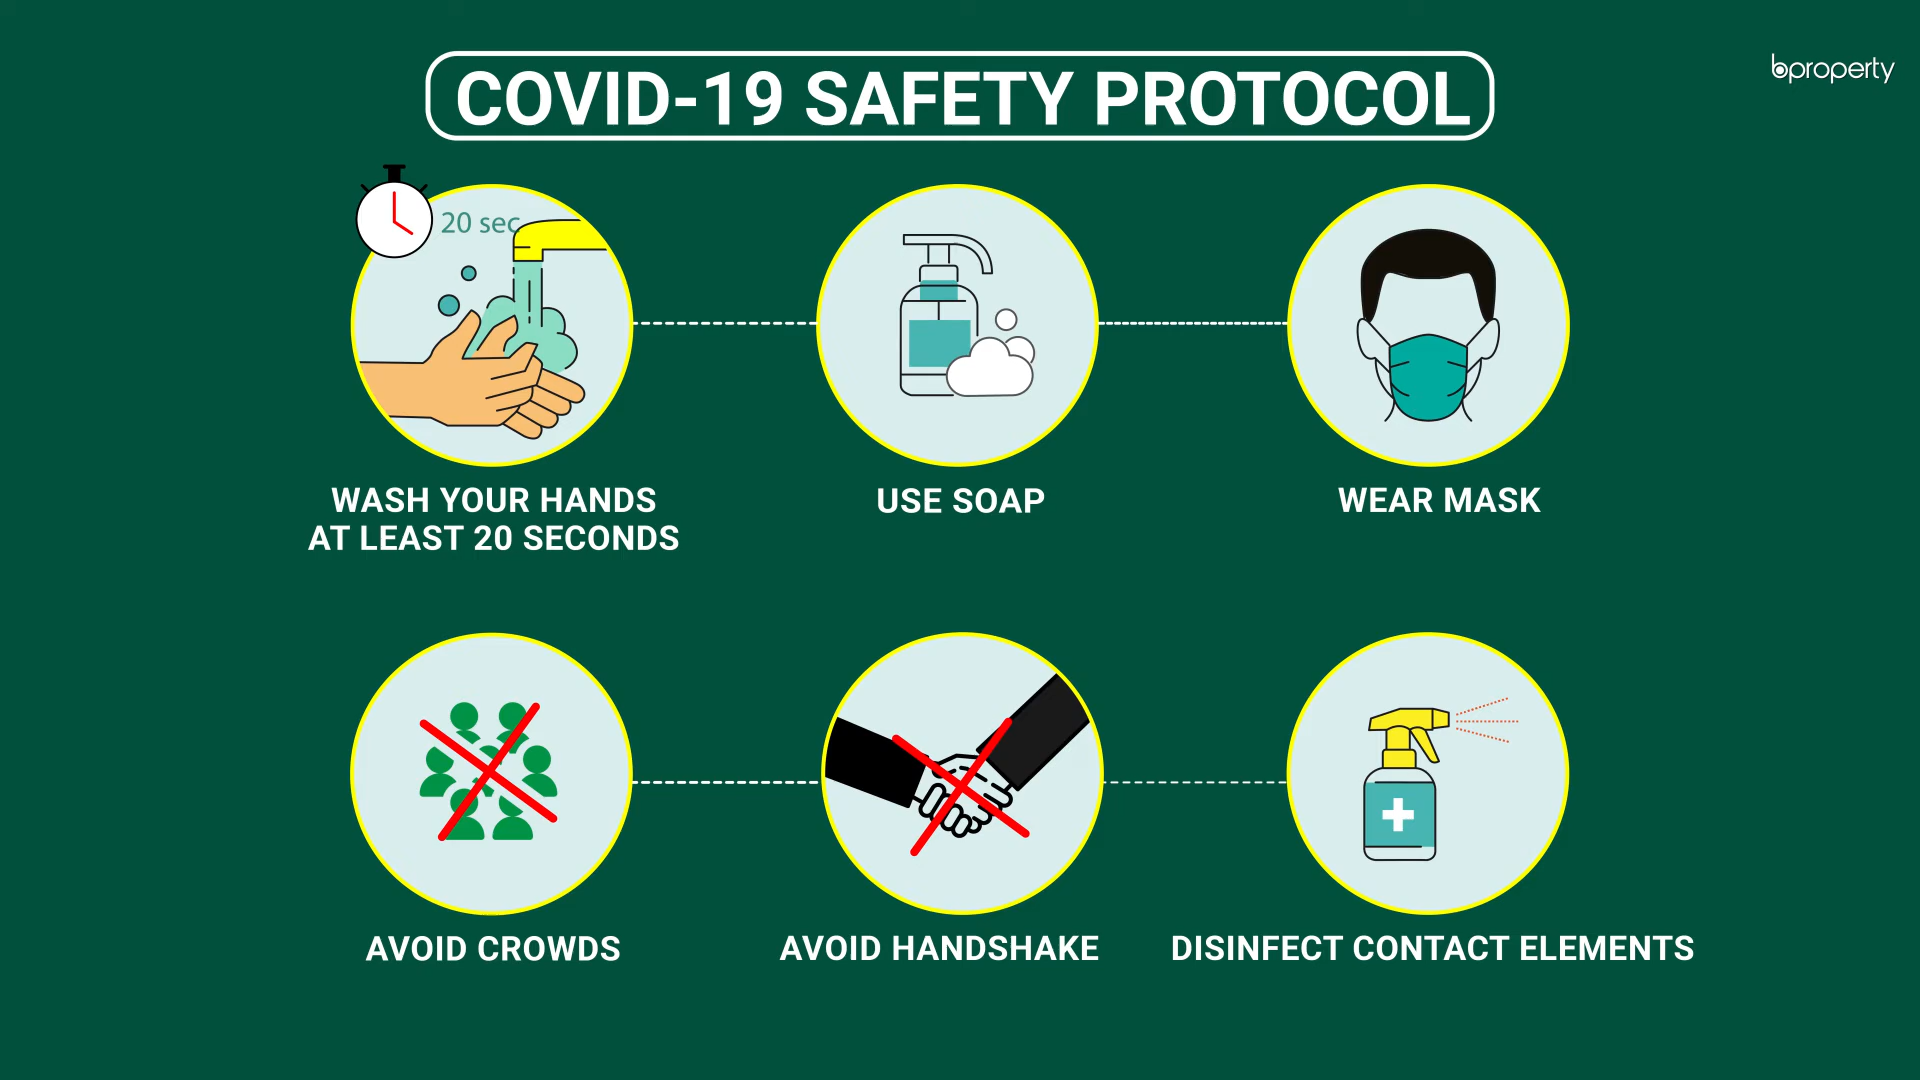 COVID-19 SAFETY PROTOCOL
bproperty
20 sec
WASH YOUR HANDS
AT LEAST 20 SECONDS
USE SOAP
WEAR MASK
AVOID CROWDS
AVOID HANDSHAKE
DISINFECT CONTACT ELEMENTS